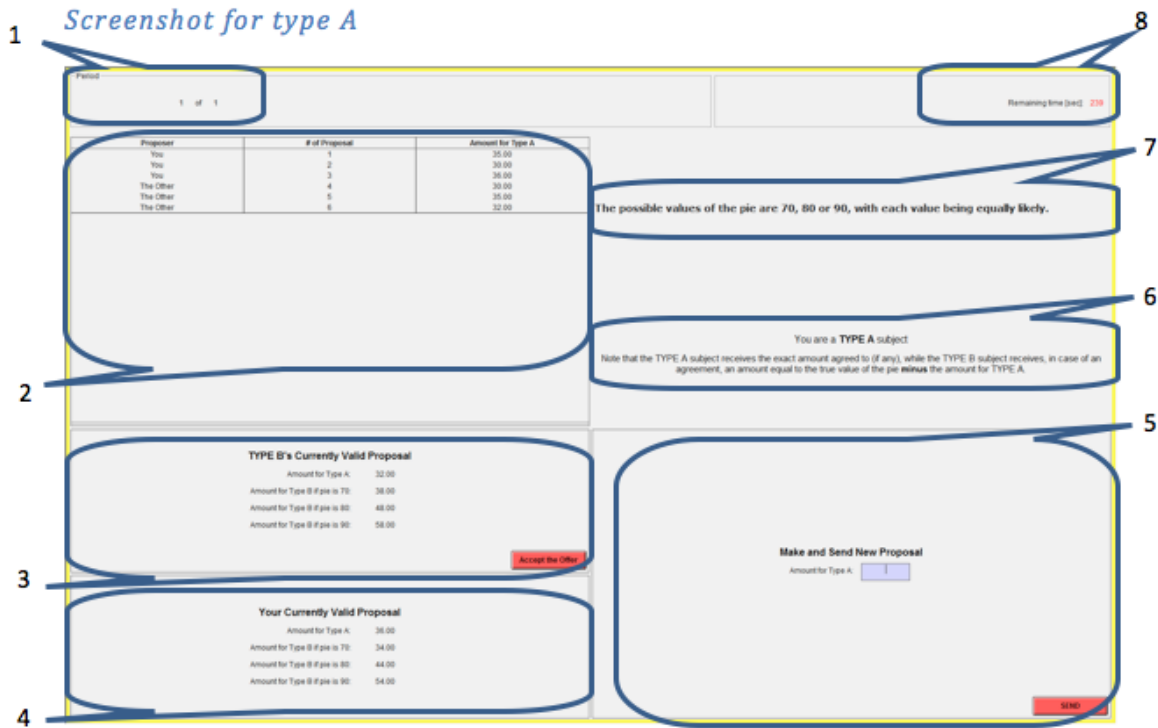 Screenshot for type A
1
8
Period
1 of 1
Remaining time [sec]: 239
Proposer # of Proposal Amount for Type A
You 1 35.00
You 2 30.00
You 3 36.00
The Other 4 30.00
The Other 5 35.00
The Other 6 32.00
7
The possible values of the pie are 70, 80 or 90, with each value being equally likely.
6
You are a TYPE A subject
Note that the TYPE A subject receives the exact amount agreed to (if any), while the TYPE B subject receives, in case of an
agreement, an amount equal to the true value of the pie minus the amount for TYPE A.
2
5
TYPE B's Currently Valid Proposal
Amount for Type A: 32.00
Amount for Type B if pie is 70: 38.00
Amount for Type B if pie is 80: 48.00
Amount for Type B if pie is 90: 58.00
Accept the Offer
3
Make and Send New Proposal
Amount for Type A:
Your Currently Valid Proposal
Amount for Type A: 36.00
Amount for Type B if pie is 70: 34.00
Amount for Type B if pie is 80: 44.00
Amount for Type B if pie is 90: 54.00
SEND
4